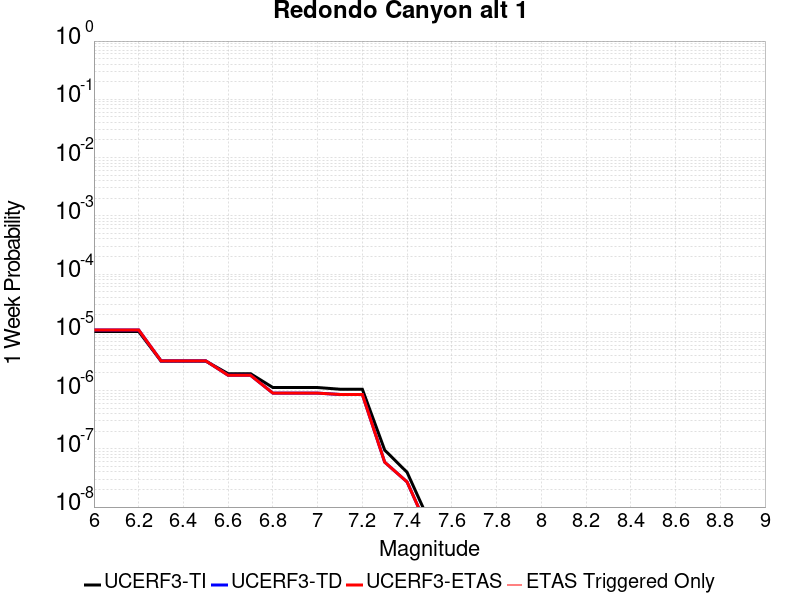 Redondo Canyon alt 1
10^0
10^-1
10^-2
10^-3
10^-4
10^-5
10^-6
10^-7
10^-8
1 Week Probability
6 6.2 6.4 6.6 6.8 7 7.2 7.4 7.6 7.8 8 8.2 8.4 8.6 8.8 9
Magnitude
UCERF3-TI UCERF3-TD UCERF3-ETAS ETAS Triggered Only